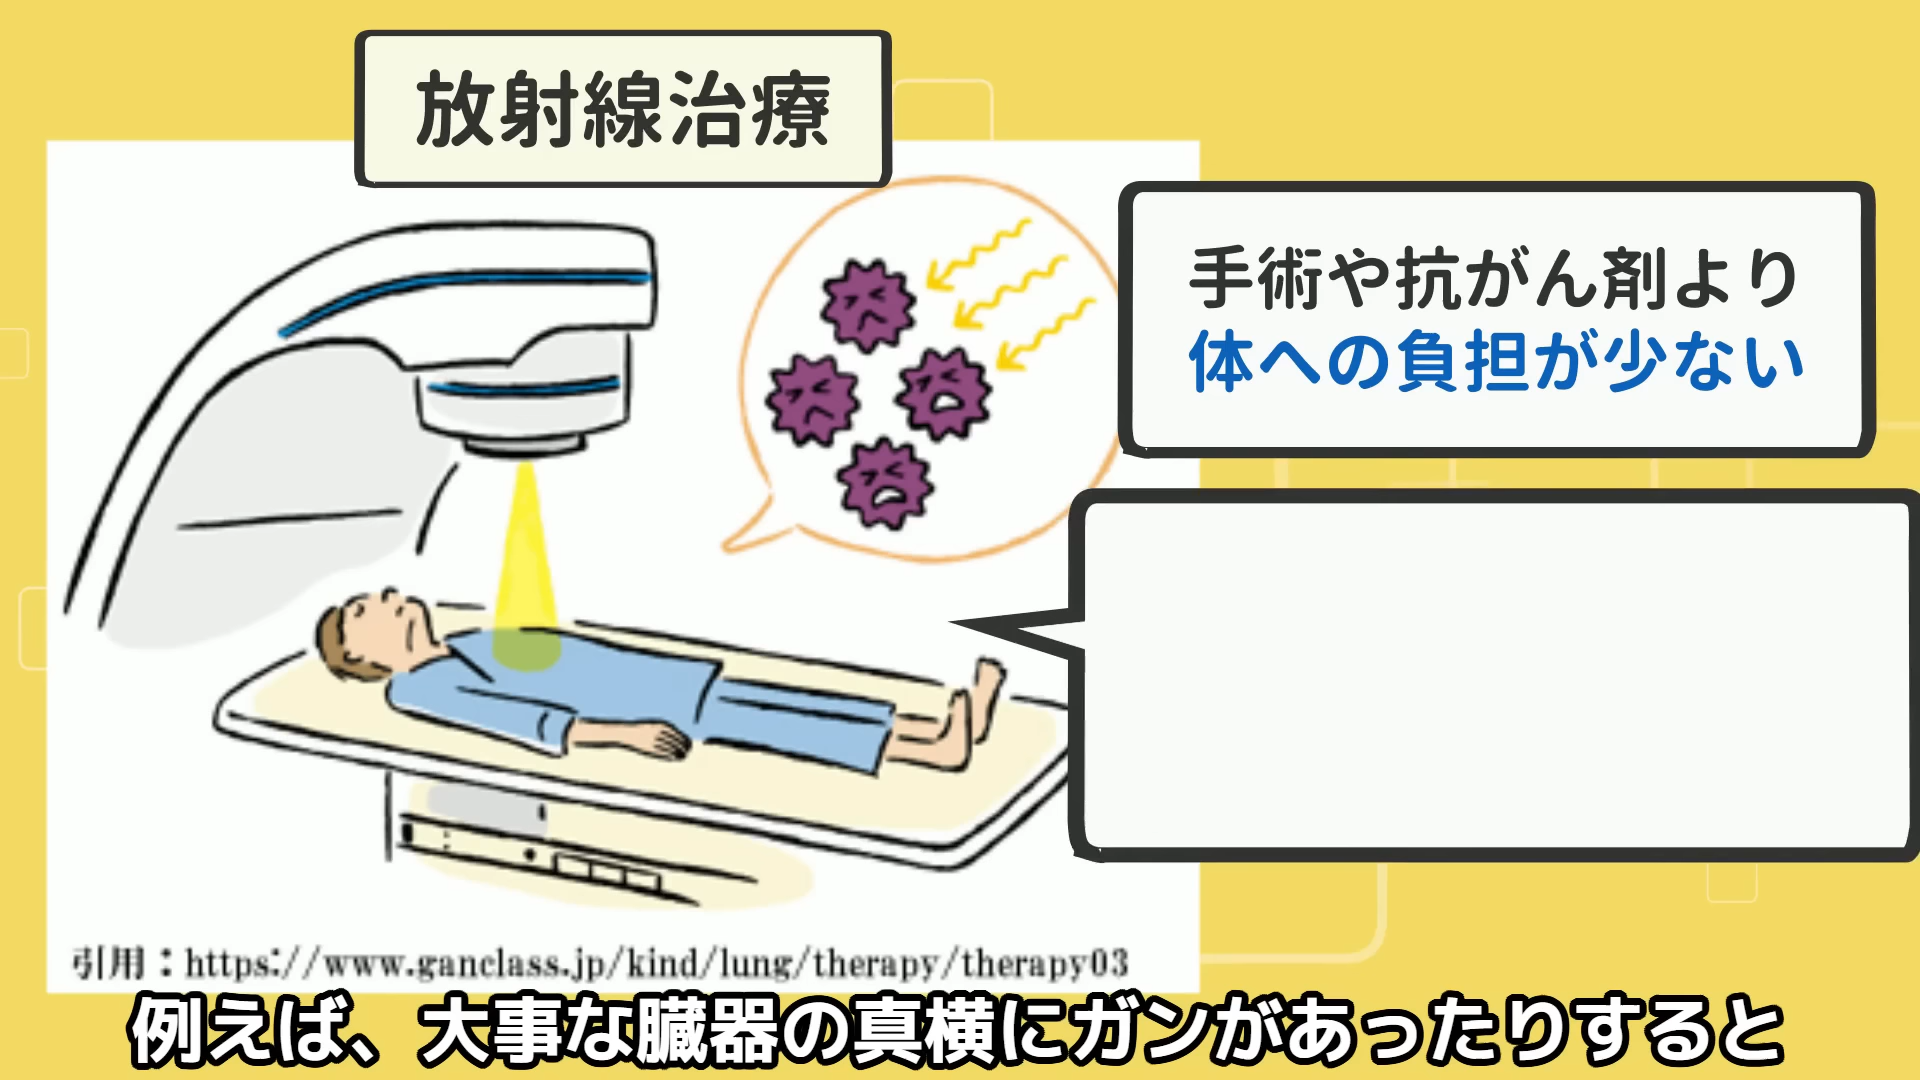 放射線治療
手術や抗がん剤より
体への負担が少ない
引用：https://www.ganclass.jp/kind/lung/therapy/therapy03
例えば、大事な臓器の真横にガンがあったりすると